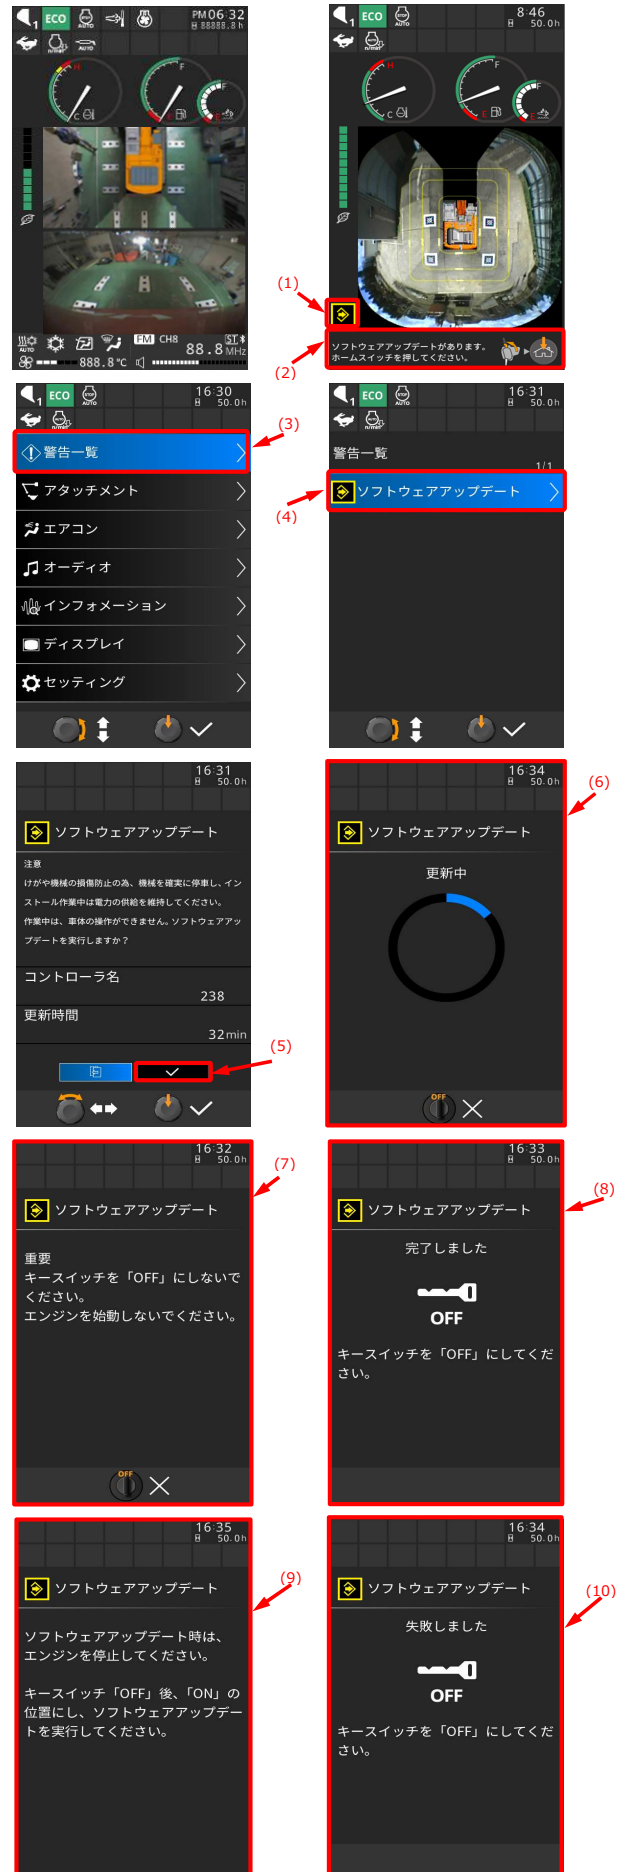 1 ECO STOP AUTO PM06:32
88888.8h
n/min AUTO
H F
C E E
AUTO FM CH8 ST
888.8℃ 88.8MHz
1 ECO STOP AUTO 8:46
50.0h
n/min
H F
C E E
(1)
ソフトウェアアップデートがあります。
ホームスイッチを押してください。
(2)
1 ECO STOP AUTO 16:30
50.0h
n/min
警告一覧
(3)
アタッチメント
エアコン
オーディオ
インフォメーション
ディスプレイ
セッティング
1 ECO STOP AUTO 16:31
50.0h
n/min
警告一覧
1/1
ソフトウェアアップデート
(4)
16:31
50.0h
ソフトウェアアップデート
注意
けがや機械の損傷防止の為、機械を確実に停車し、イン
ストール作業中は電力の供給を維持してください。
作業中は、車体の操作ができません。ソフトウェアアッ
プデートを実行しますか？
コントローラ名
238
更新時間
32min
(5)
16:34
50.0h
(6)
ソフトウェアアップデート
更新中
OFF
16:32
50.0h
(7)
ソフトウェアアップデート
重要
キースイッチを「OFF」にしないで
ください。
エンジンを始動しないでください。
OFF
16:33
50.0h
(8)
ソフトウェアアップデート
完了しました
OFF
キースイッチを「OFF」にしてくだ
さい。
16:35
50.0h
(9)
ソフトウェアアップデート
ソフトウェアアップデート時は、
エンジンを停止してください。
キースイッチ「OFF」後、「ON」の
位置にし、ソフトウェアアップデー
トを実行してください。
16:34
50.0h
(10)
ソフトウェアアップデート
失敗しました
OFF
キースイッチを「OFF」にしてくだ
さい。